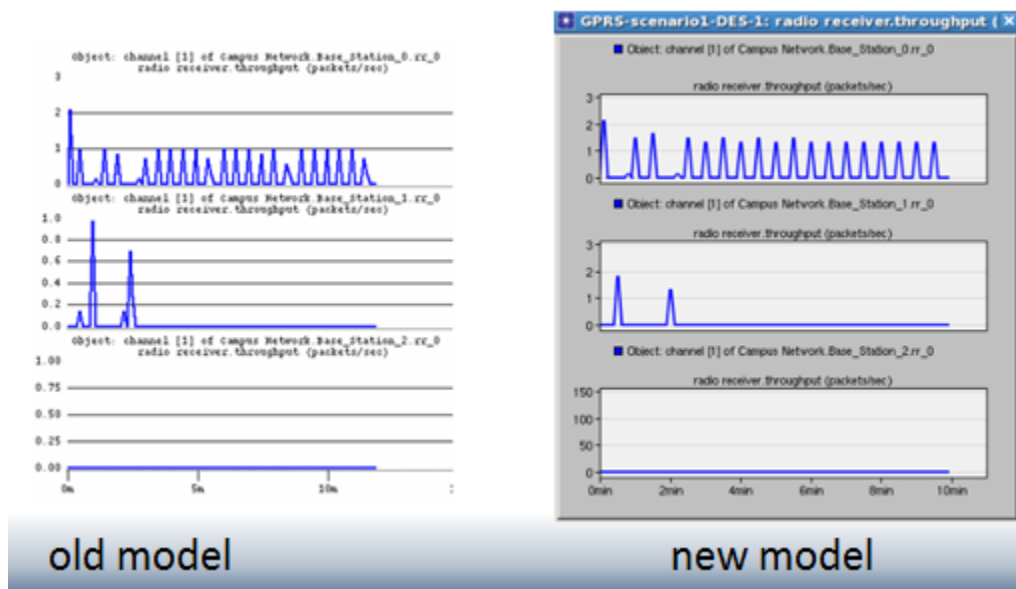 Object: channel [1] of Campus Network.Base_Station_0.rr_0
radio receiver.throughput (packets/sec)
3
2
1
0
Object: channel [1] of Campus Network.Base_Station_1.rr_0
radio receiver.throughput (packets/sec)
1.0
0.8
0.6
0.4
0.2
0.0
Object: channel [1] of Campus Network.Base_Station_2.rr_0
radio receiver.throughput (packets/sec)
1.00
0.75
0.50
0.25
0.00
0m 5m 10m
old model
GPRS-scenario1-DES-1: radio receiver.throughput (
Object: channel [1] of Campus Network.Base_Station_0.rr_0
radio receiver.throughput (packets/sec)
3
2
1
0
Object: channel [1] of Campus Network.Base_Station_1.rr_0
radio receiver.throughput (packets/sec)
3
2
1
0
Object: channel [1] of Campus Network.Base_Station_2.rr_0
radio receiver.throughput (packets/sec)
150
100
50
0
0min 2min 4min 6min 8min 10min
new model